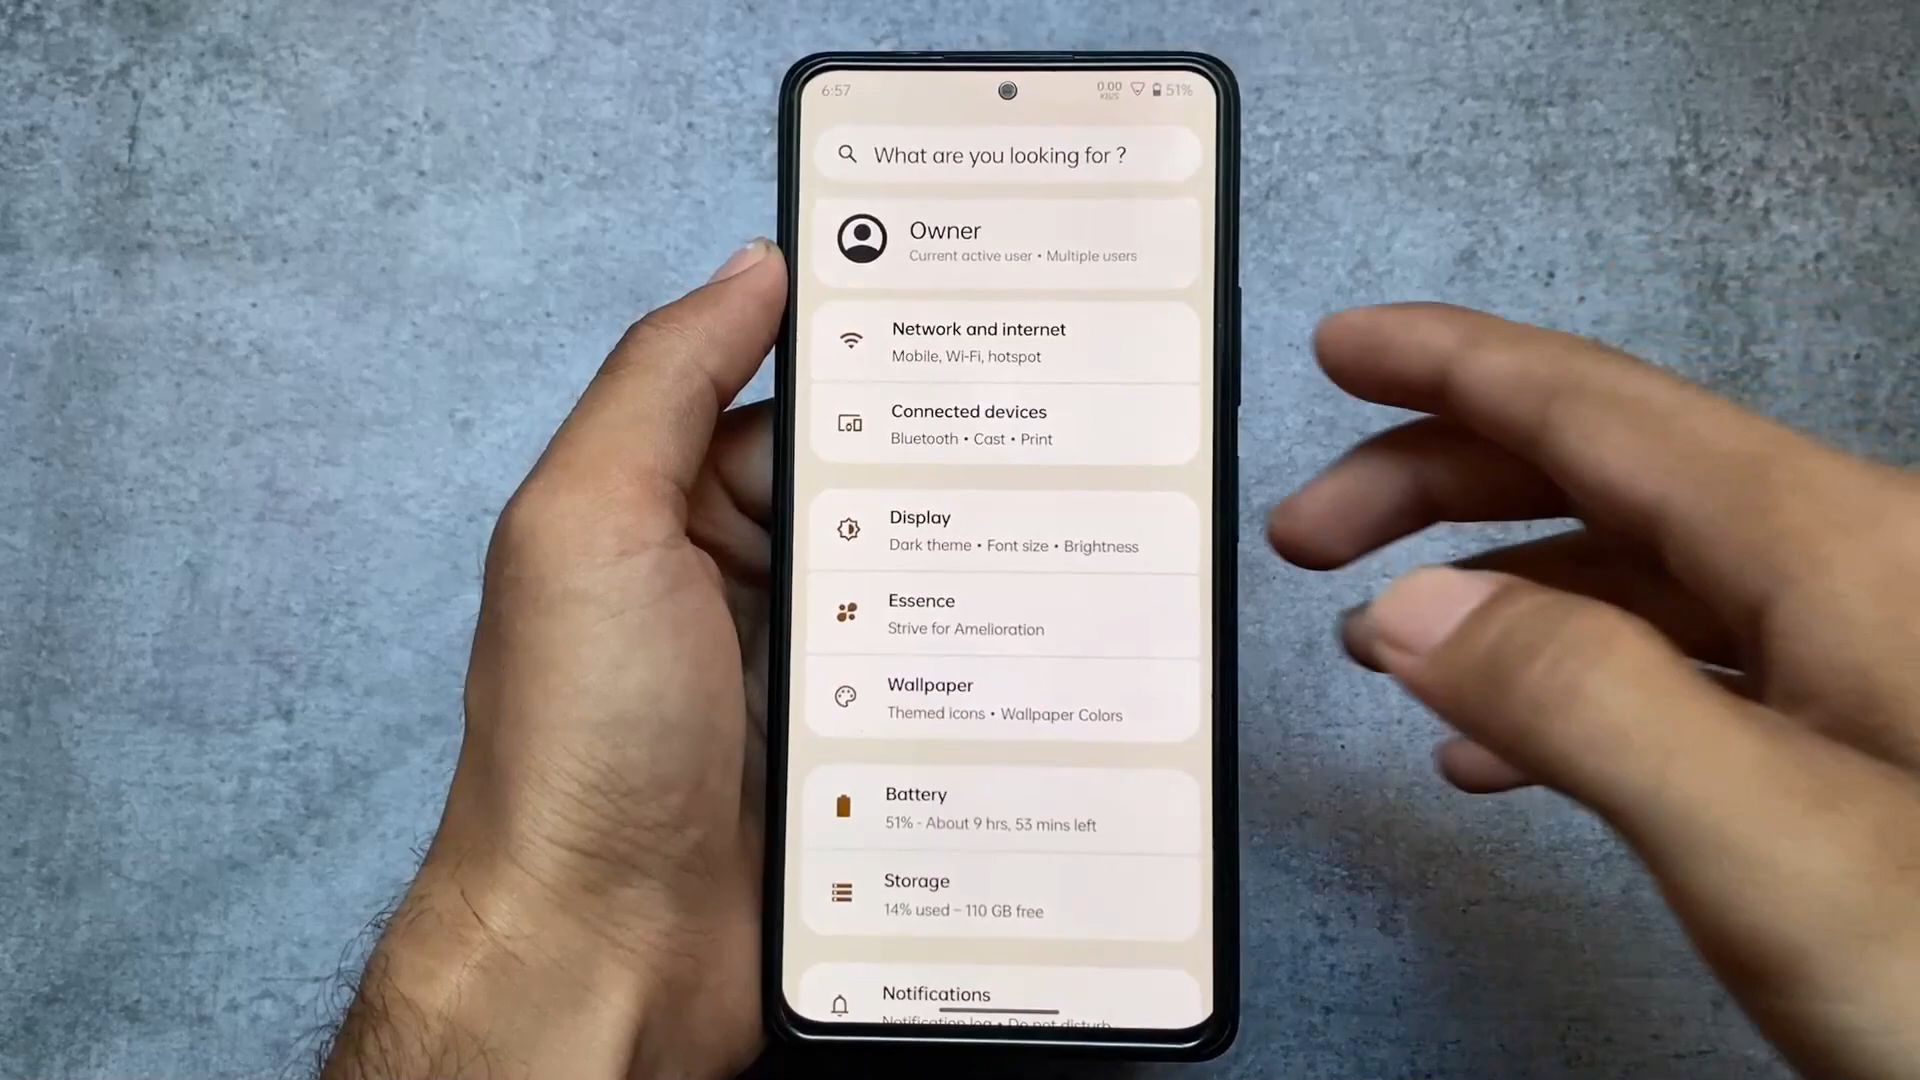 6:57
0.00
KB/S
51%
What are you looking for ?
Owner
Current active user • Multiple users
Network and internet
Mobile, Wi-Fi, hotspot
Connected devices
Bluetooth • Cast • Print
Display
Dark theme • Font size • Brightness
Essence
Strive for Amelioration
Wallpaper
Themed icons • Wallpaper Colors
Battery
51% - About 9 hrs, 53 mins left
Storage
14% used – 110 GB free
Notifications
Notification log • Do not disturb